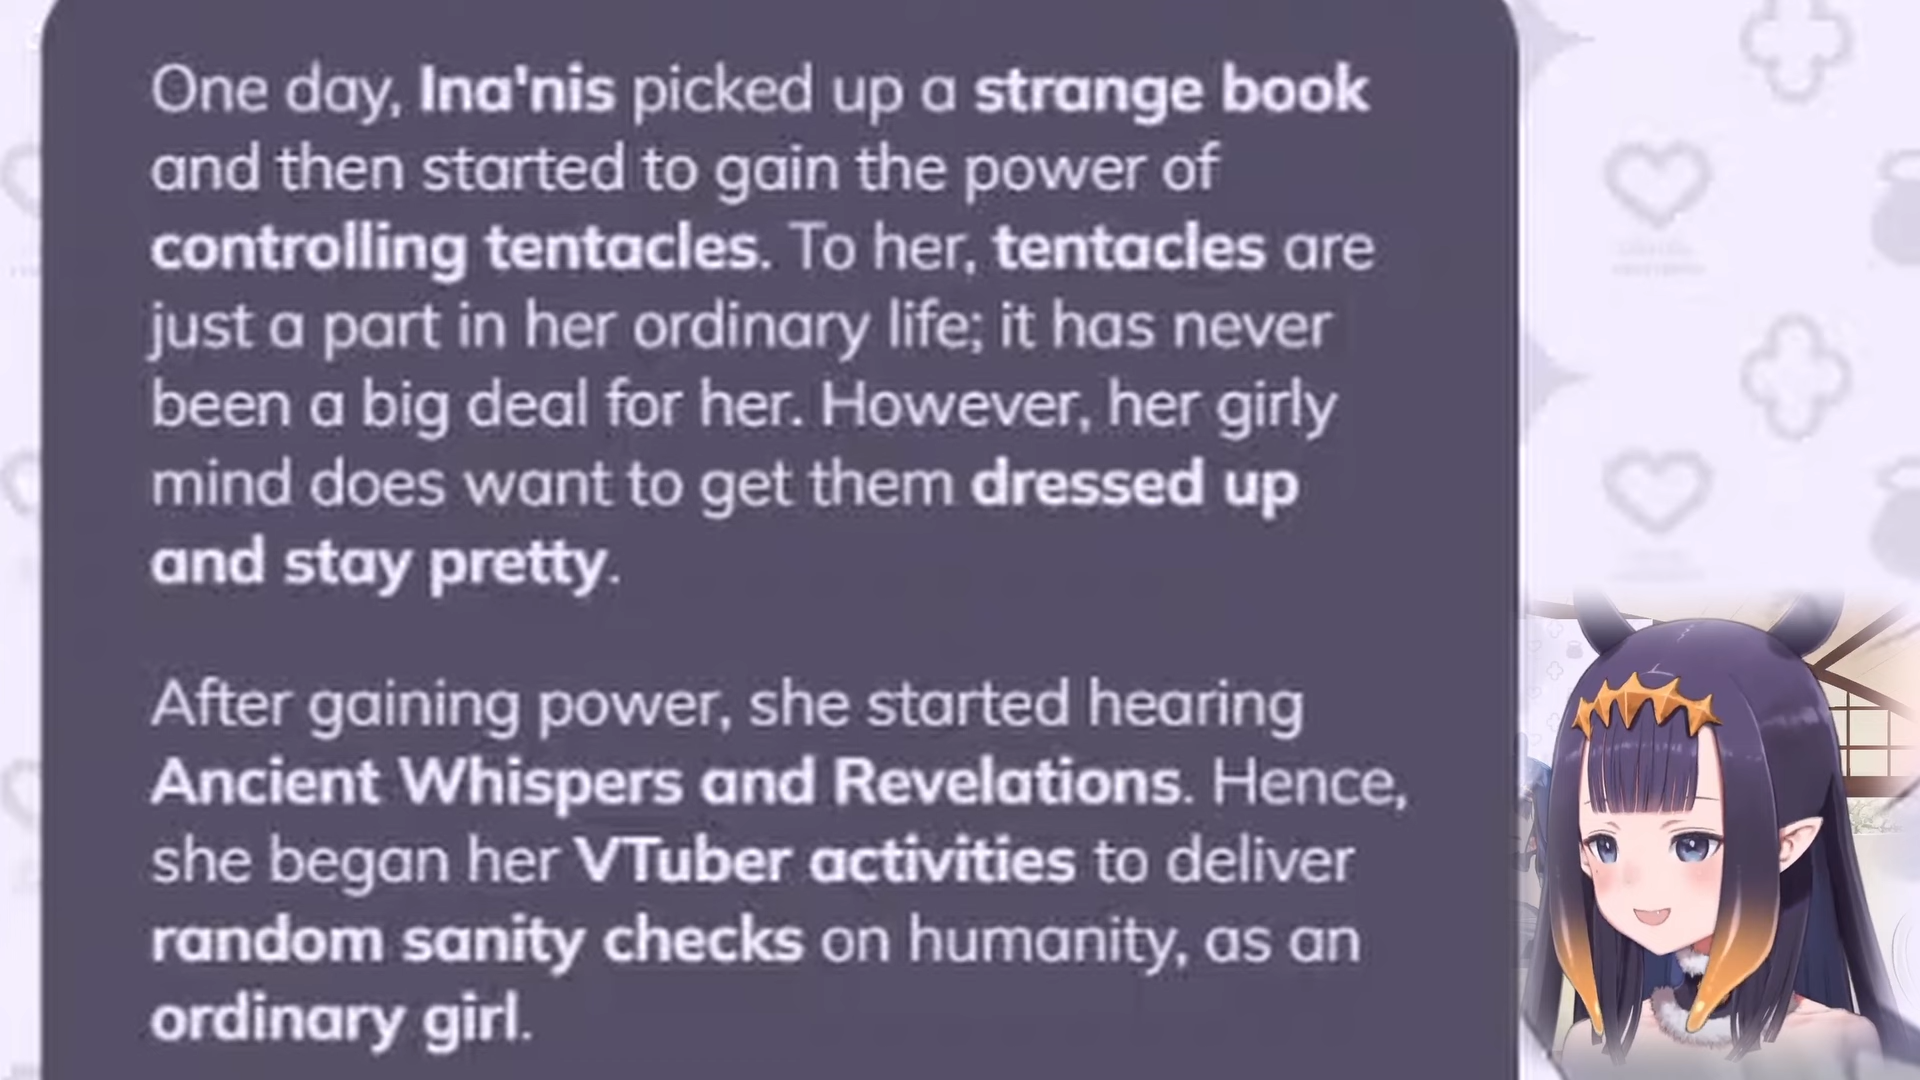 One day, Ina'nis picked up a strange book
and then started to gain the power of
controlling tentacles. To her, tentacles are
just a part in her ordinary life; it has never
been a big deal for her. However, her girly
mind does want to get them dressed up
and stay pretty.
After gaining power, she started hearing
Ancient Whispers and Revelations. Hence,
she began her VTuber activities to deliver
random sanity checks on humanity, as an
ordinary girl.